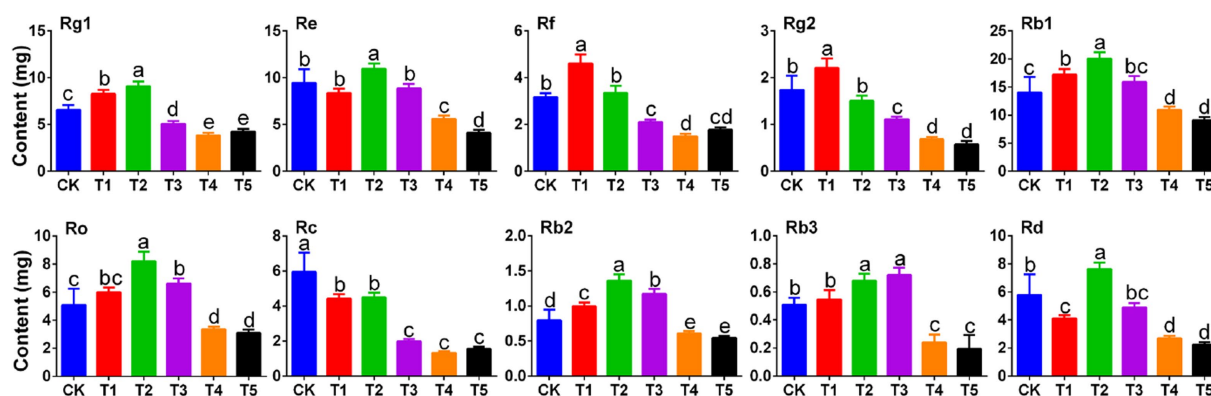 Rg1
Content (mg)
15
10
5
0
c
b
a
d
e
e
CK T1 T2 T3 T4 T5
Re
15
10
5
0
b
b
a
b
c
d
CK T1 T2 T3 T4 T5
Rf
6
4
2
0
b
a
b
c
d
cd
CK T1 T2 T3 T4 T5
Rg2
3
2
1
0
b
a
b
c
d
d
CK T1 T2 T3 T4 T5
Rb1
25
20
15
10
5
0
c
b
a
bc
d
d
CK T1 T2 T3 T4 T5
Ro
Content (mg)
10
8
6
4
2
0
c
bc
a
b
d
d
CK T1 T2 T3 T4 T5
Rc
8
6
4
2
0
a
b
b
c
c
c
CK T1 T2 T3 T4 T5
Rb2
2.0
1.5
1.0
0.5
0.0
d
c
a
b
e
e
CK T1 T2 T3 T4 T5
Rb3
1.0
0.8
0.6
0.4
0.2
0.0
b
b
a
a
c
c
CK T1 T2 T3 T4 T5
Rd
10
8
6
4
2
0
b
c
a
bc
d
d
CK T1 T2 T3 T4 T5